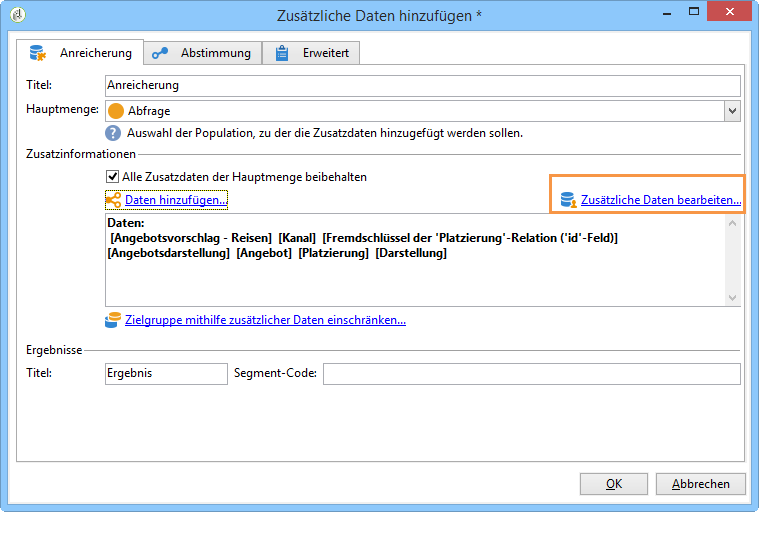 Zusätzliche Daten hinzufügen *
Anreicherung Abstimmung Erweitert
Titel: Anreicherung
Hauptmenge: Abfrage
? Auswahl der Population, zu der die Zusatzdaten hinzugefügt werden sollen.
Zusatzinformationen
Alle Zusatzdaten der Hauptmenge beibehalten
Daten hinzufügen... Zusätzliche Daten bearbeiten...
Daten:
[Angebotsvorschlag - Reisen] [Kanal] [Fremdschlüssel der 'Platzierung'-Relation ('id'-Feld)]
[Angebotsdarstellung] [Angebot] [Platzierung] [Darstellung]
Zielgruppe mithilfe zusätzlicher Daten einschränken...
Ergebnisse
Titel: Ergebnis Segment-Code:
OK Abbrechen